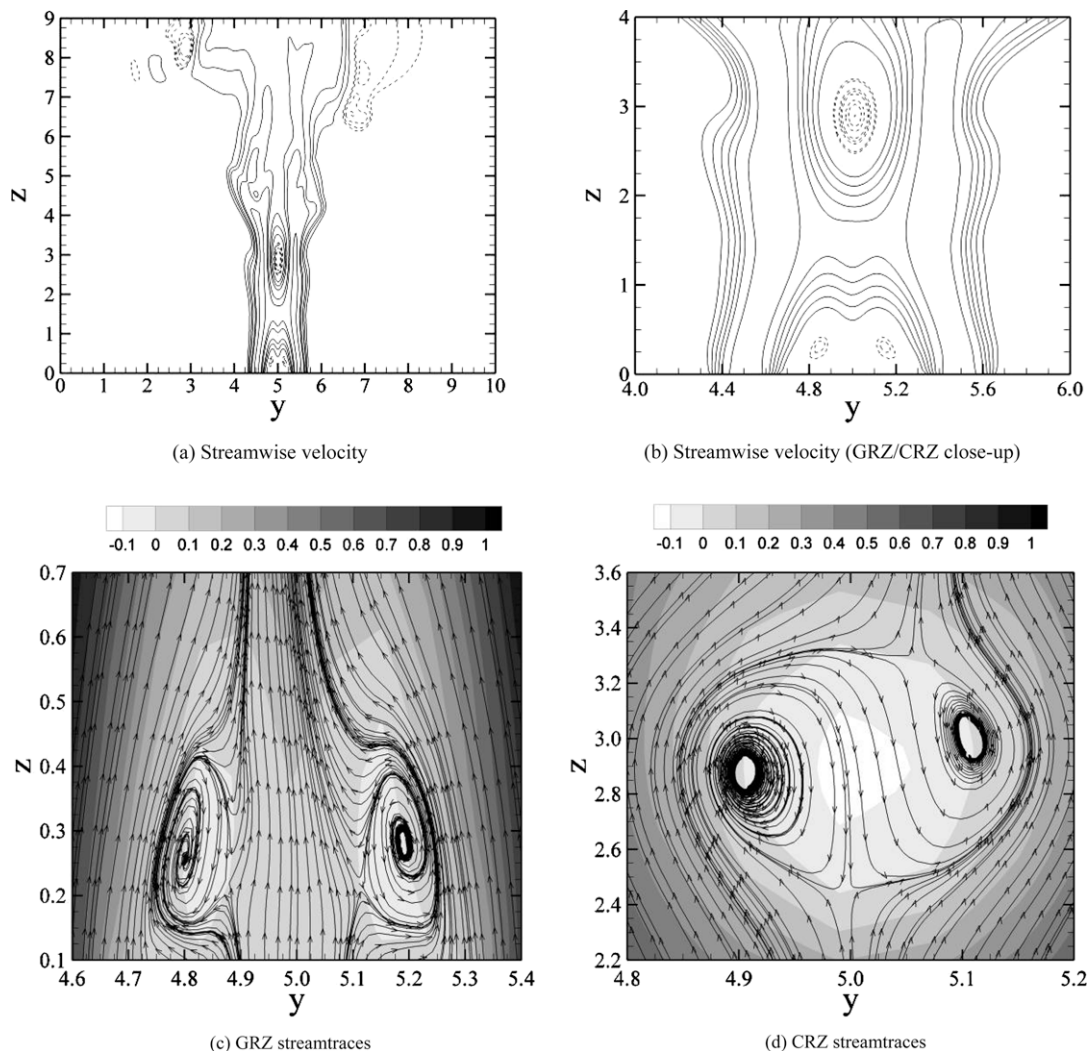 9
8
7
6
5
4
3
2
1
0
z
0 1 2 3 4 5 6 7 8 9 10
y
(a) Streamwise velocity
4
3
2
1
0
z
4.0 4.4 4.8 5.2 5.6 6.0
y
(b) Streamwise velocity (GRZ/CRZ close-up)
-0.1 0 0.1 0.2 0.3 0.4 0.5 0.6 0.7 0.8 0.9 1
0.7
0.6
0.5
0.4
0.3
0.2
0.1
z
4.6 4.7 4.8 4.9 5.0 5.1 5.2 5.3 5.4
y
(c) GRZ streamtraces
-0.1 0 0.1 0.2 0.3 0.4 0.5 0.6 0.7 0.8 0.9 1
3.6
3.4
3.2
3.0
2.8
2.6
2.4
2.2
z
4.8 4.9 5.0 5.1 5.2
y
(d) CRZ streamtraces